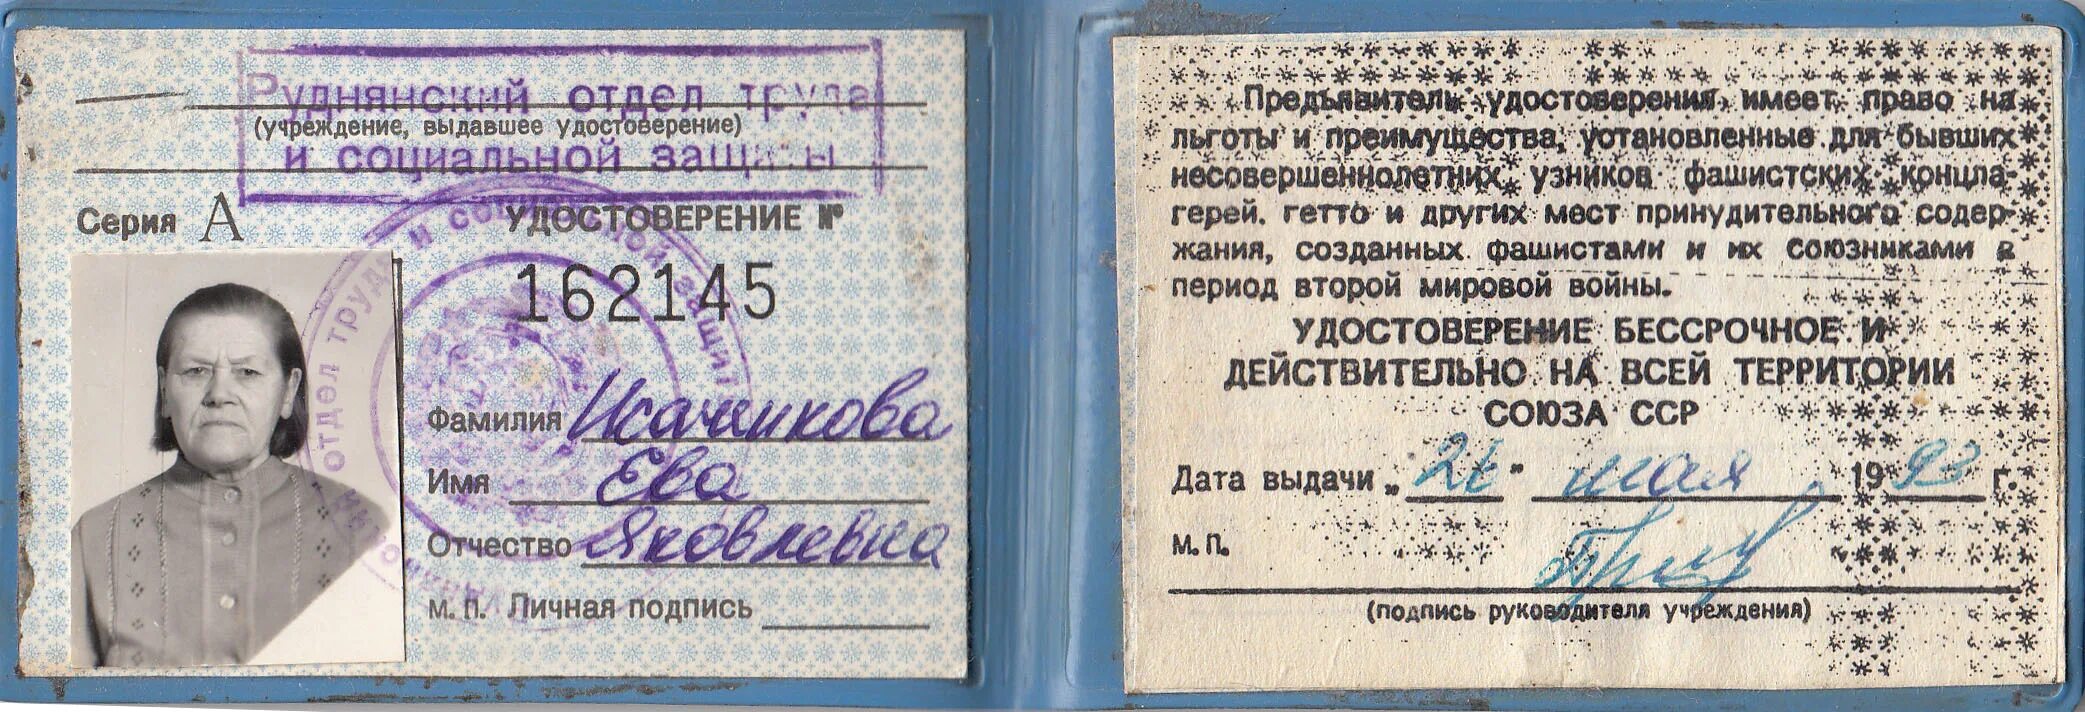 Руднянский отдел труда
(учреждение, выдавшее удостоверение)
и социальной защиты
Серия А
УДОСТОВЕРЕНИЕ №
162145
Фамилия Исаченкова
Имя Ева
Отчество Яковлевна
М. П. Личная подпись
Предъявитель удостоверения имеет право на
льготы и преимущества, установленные для бывших
несовершеннолетних узников фашистских концла-
герей, гетто и других мест принудительного содер-
жания, созданных фашистами и их союзниками в
период второй мировой войны.
УДОСТОВЕРЕНИЕ БЕССРОЧНОЕ И
ДЕЙСТВИТЕЛЬНО НА ВСЕЙ ТЕРРИТОРИИ
СОЮЗА ССР
Дата выдачи „ " мая 1993 г.
М. П.
(подпись руководителя учреждения)